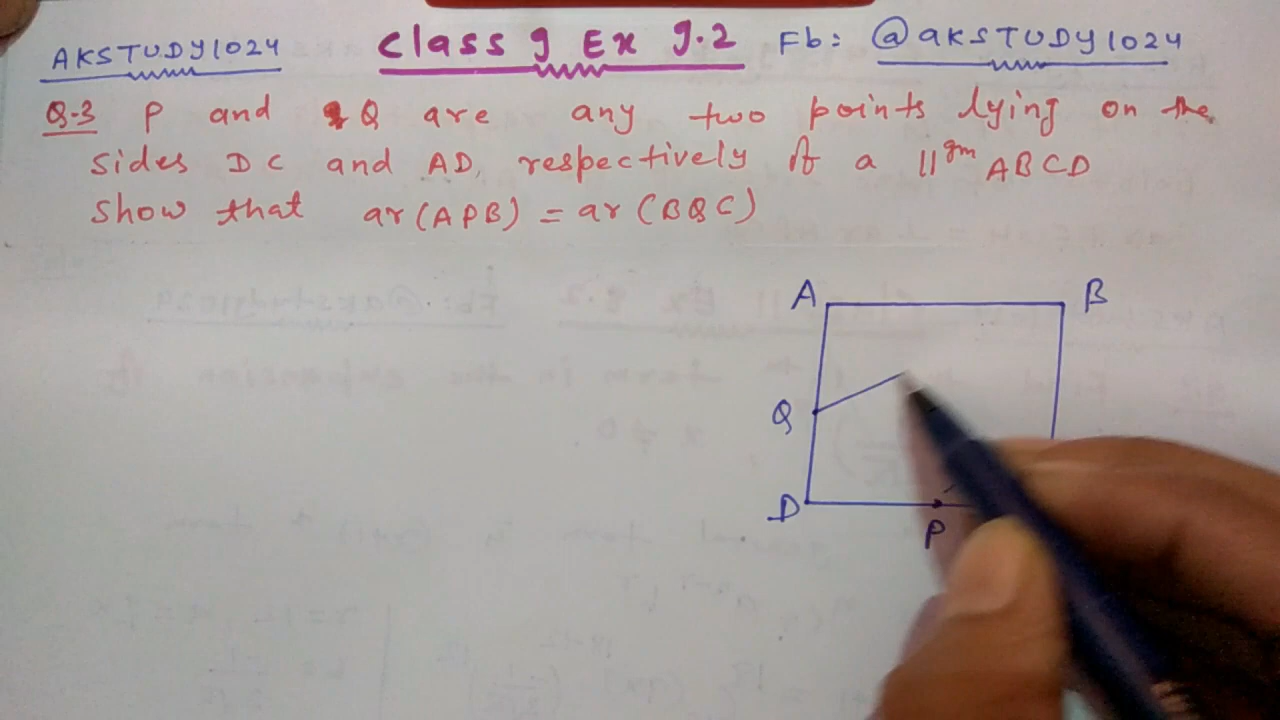 AKSTUDY1024 Class 9 Ex 9.2 Fb: @aKSTUDY1024
Q-3 P and Q are any two points lying on the
sides DC and AD, respectively of a ||gm ABCD
Show that ar(APB) = ar(BQC)
A B
Q
D
P